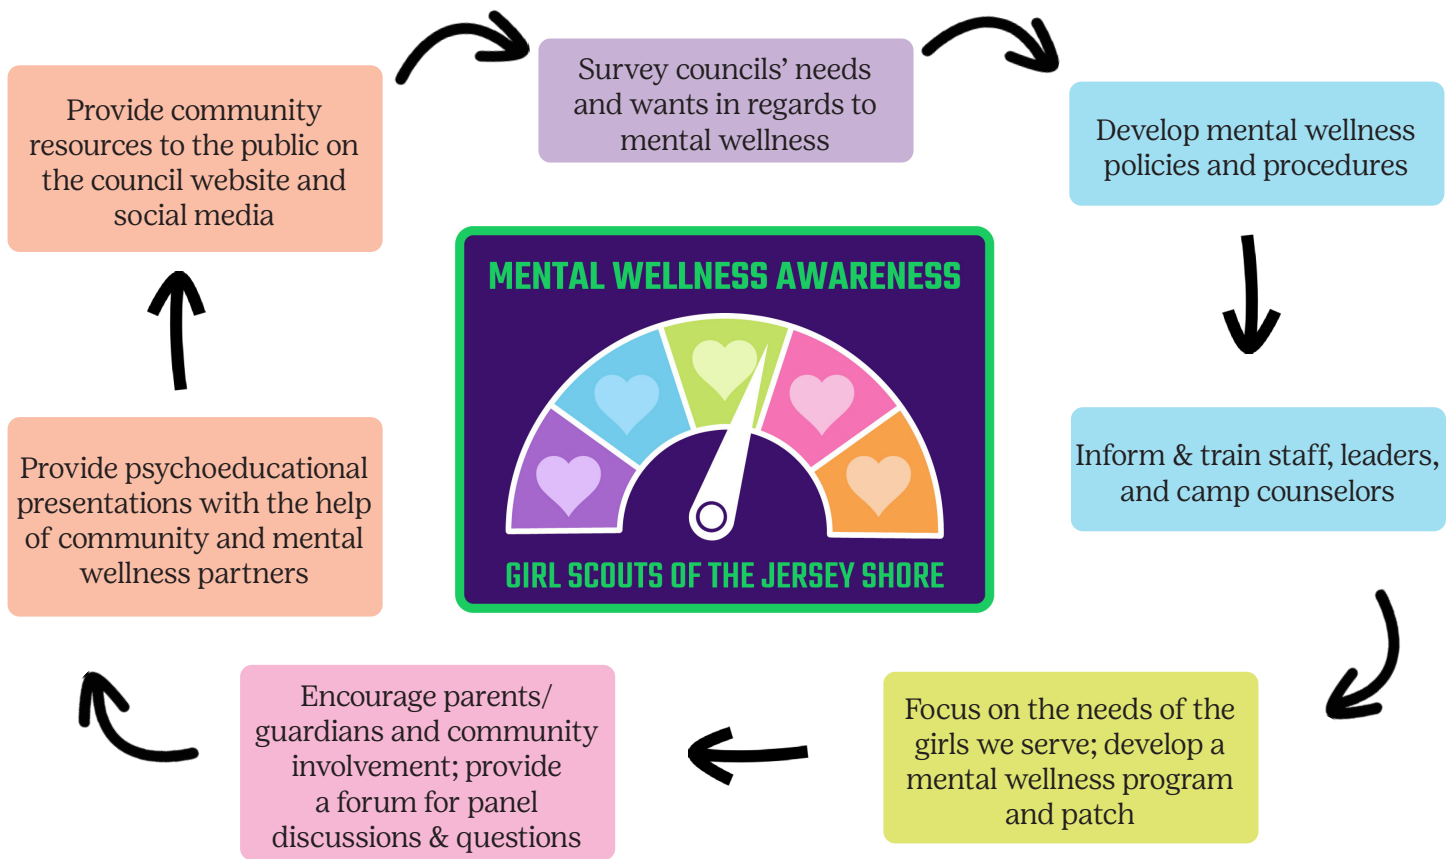 Survey councils’ needs
and wants in regards to
mental wellness
Develop mental wellness
policies and procedures
Inform & train staff, leaders,
and camp counselors
Focus on the needs of the
girls we serve; develop a
mental wellness program
and patch
Encourage parents/
guardians and community
involvement; provide
a forum for panel
discussions & questions
Provide psychoeducational
presentations with the help
of community and mental
wellness partners
Provide community
resources to the public on
the council website and
social media
MENTAL WELLNESS AWARENESS
GIRL SCOUTS OF THE JERSEY SHORE